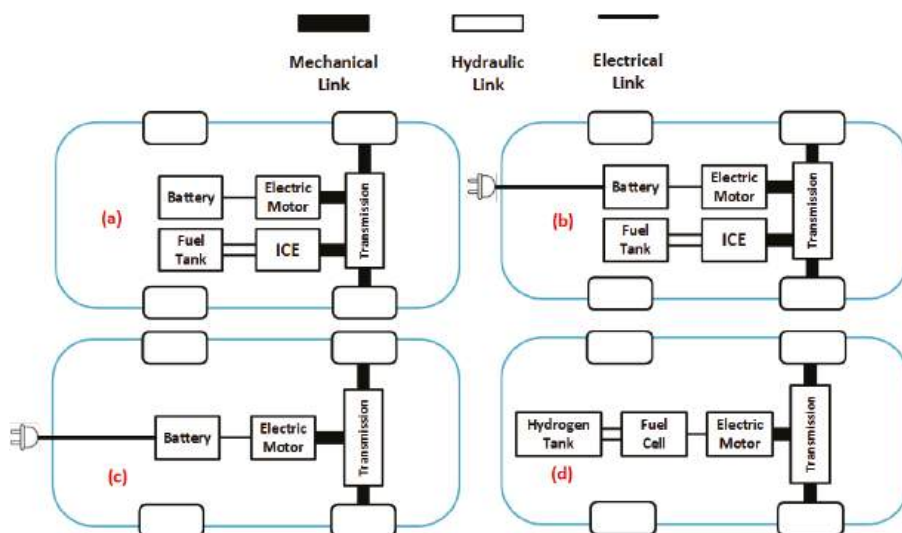 Mechanical
Link
Hydraulic
Link
Electrical
Link
(a)
Battery
Electric
Motor
Fuel
Tank
ICE
Transmission
(b)
Battery
Electric
Motor
Fuel
Tank
ICE
Transmission
(c)
Battery
Electric
Motor
Transmission
(d)
Hydrogen
Tank
Fuel
Cell
Electric
Motor
Transmission